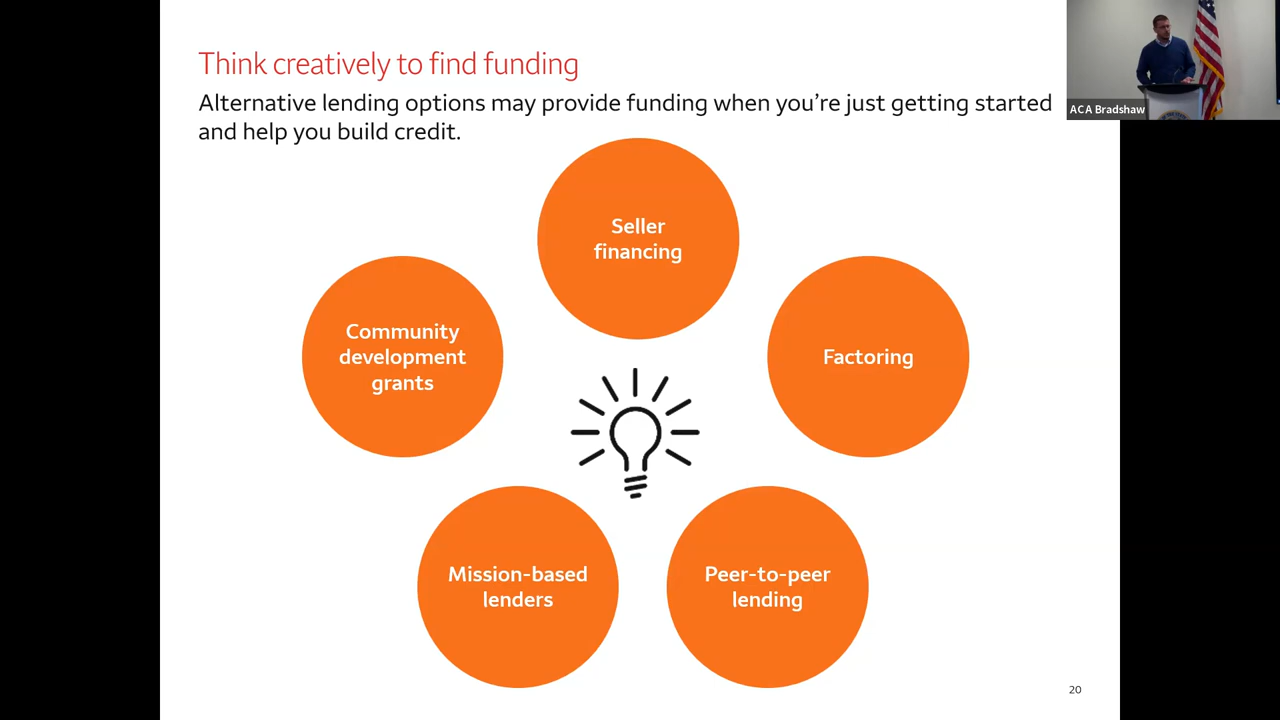 Think creatively to find funding
Alternative lending options may provide funding when you're just getting started
and help you build credit.
Seller
financing
Community
development
grants
Factoring
Mission-based
lenders
Peer-to-peer
lending
20
ACA Bradshaw